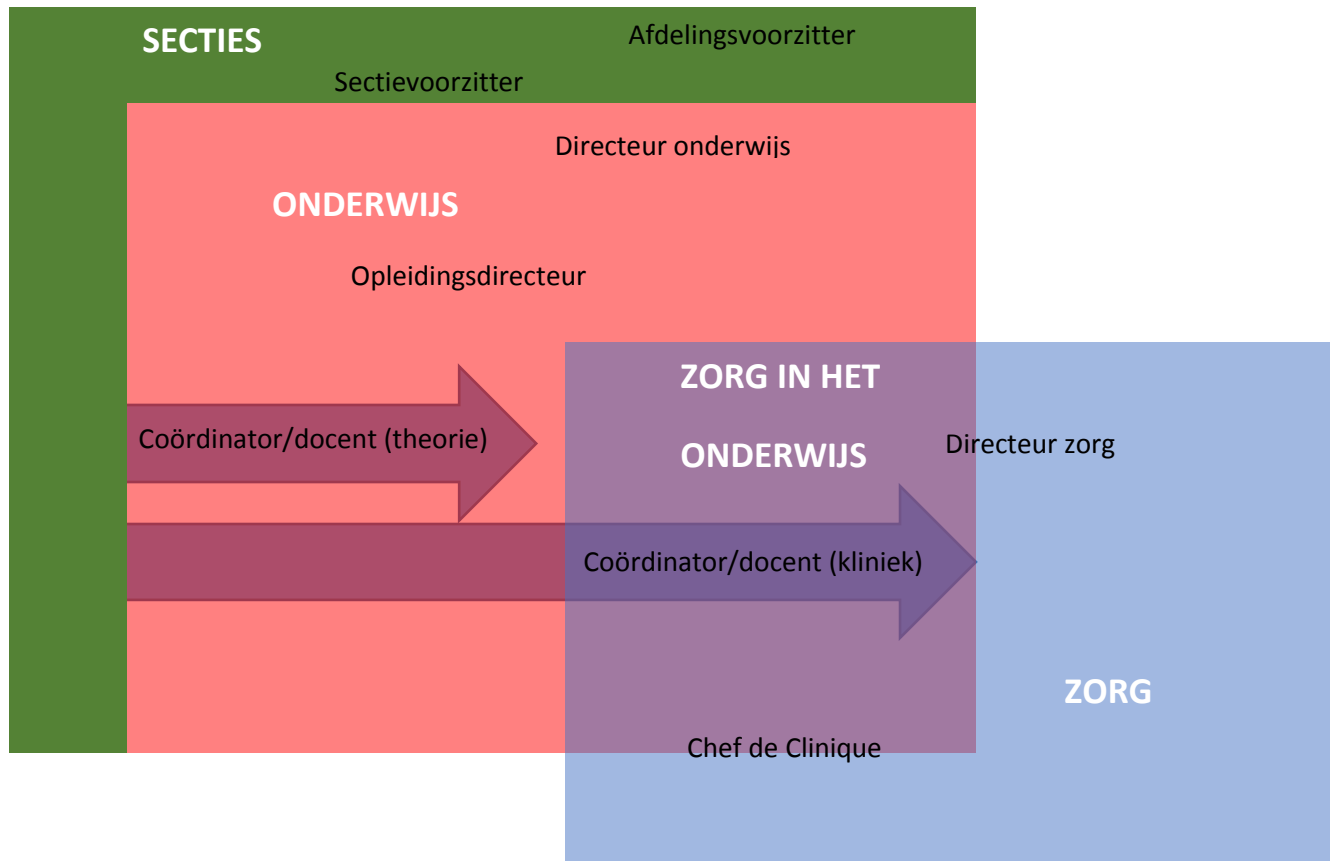 SECTIES
Afdelingsvoorzitter
Sectievoorzitter
Directeur onderwijs
ONDERWIJS
Opleidingsdirecteur
ZORG IN HET
ONDERWIJS
Coördinator/docent (theorie)
Directeur zorg
Coördinator/docent (kliniek)
ZORG
Chef de Clinique